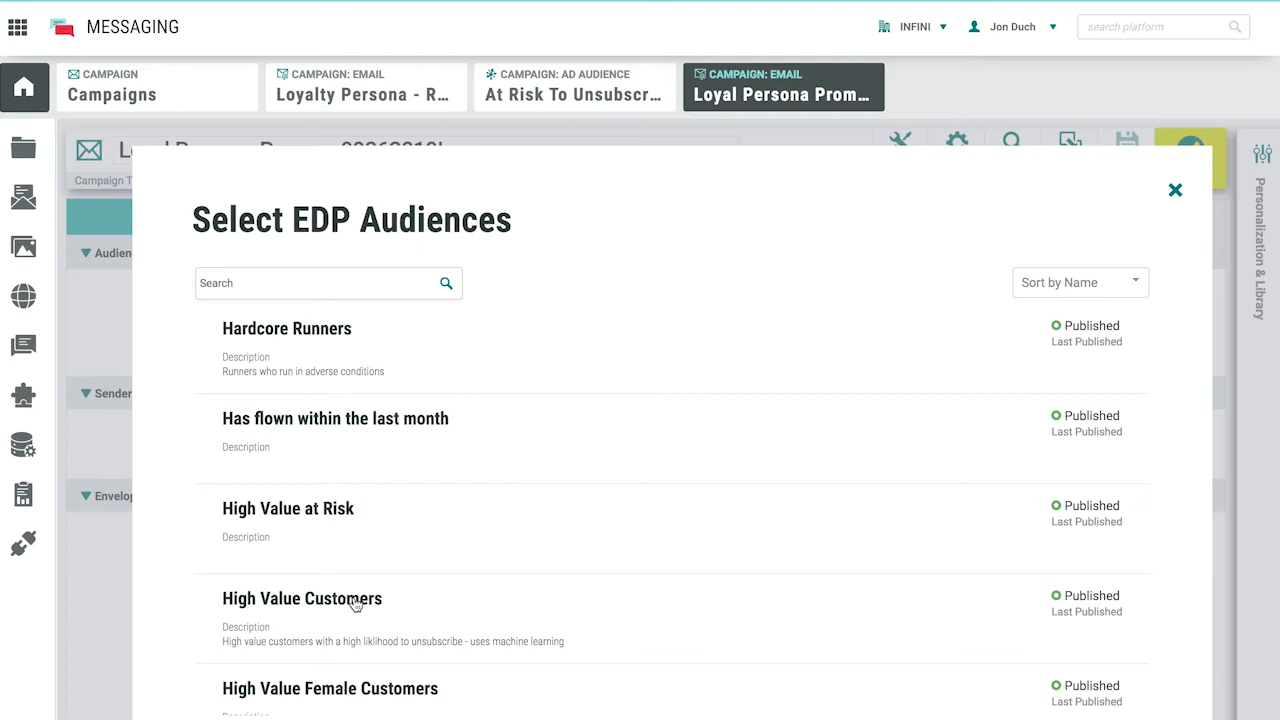 MESSAGING
INFINI
Jon Duch
search platform
CAMPAIGN
Campaigns
CAMPAIGN: EMAIL
Loyalty Persona - R...
CAMPAIGN: AD AUDIENCE
At Risk To Unsubscr...
CAMPAIGN: EMAIL
Loyal Persona Prom...
Campaign T
Audien
Sender
Envelop
Personalization & Library
Select EDP Audiences
Search
Sort by Name
Hardcore Runners
Published
Last Published
Description
Runners who run in adverse conditions
Has flown within the last month
Published
Last Published
Description
High Value at Risk
Published
Last Published
Description
High Value Customers
Published
Last Published
Description
High value customers with a high liklihood to unsubscribe - uses machine learning
High Value Female Customers
Published
Last Published
Description